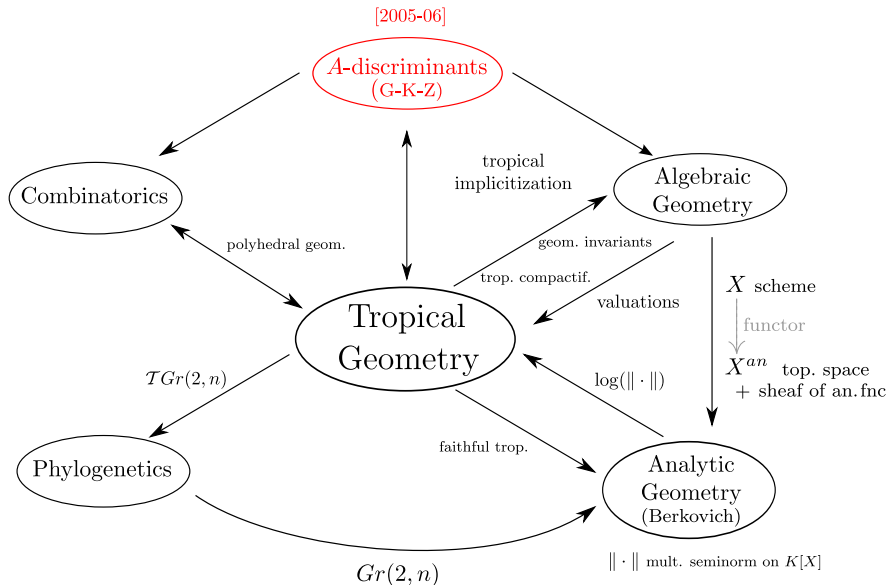 [2005-06]
A-discriminants
(G-K-Z)
Combinatorics
tropical
implicitization
Algebraic
Geometry
polyhedral geom.
geom. invariants
trop. compactif.
valuations
X scheme
functor
X^{an} top. space
+ sheaf of an.fnc
Tropical
Geometry
𝒯Gr(2, n)
log(‖ · ‖)
faithful trop.
Phylogenetics
Analytic
Geometry
(Berkovich)
Gr(2, n)
‖ · ‖ mult. seminorm on K[X]